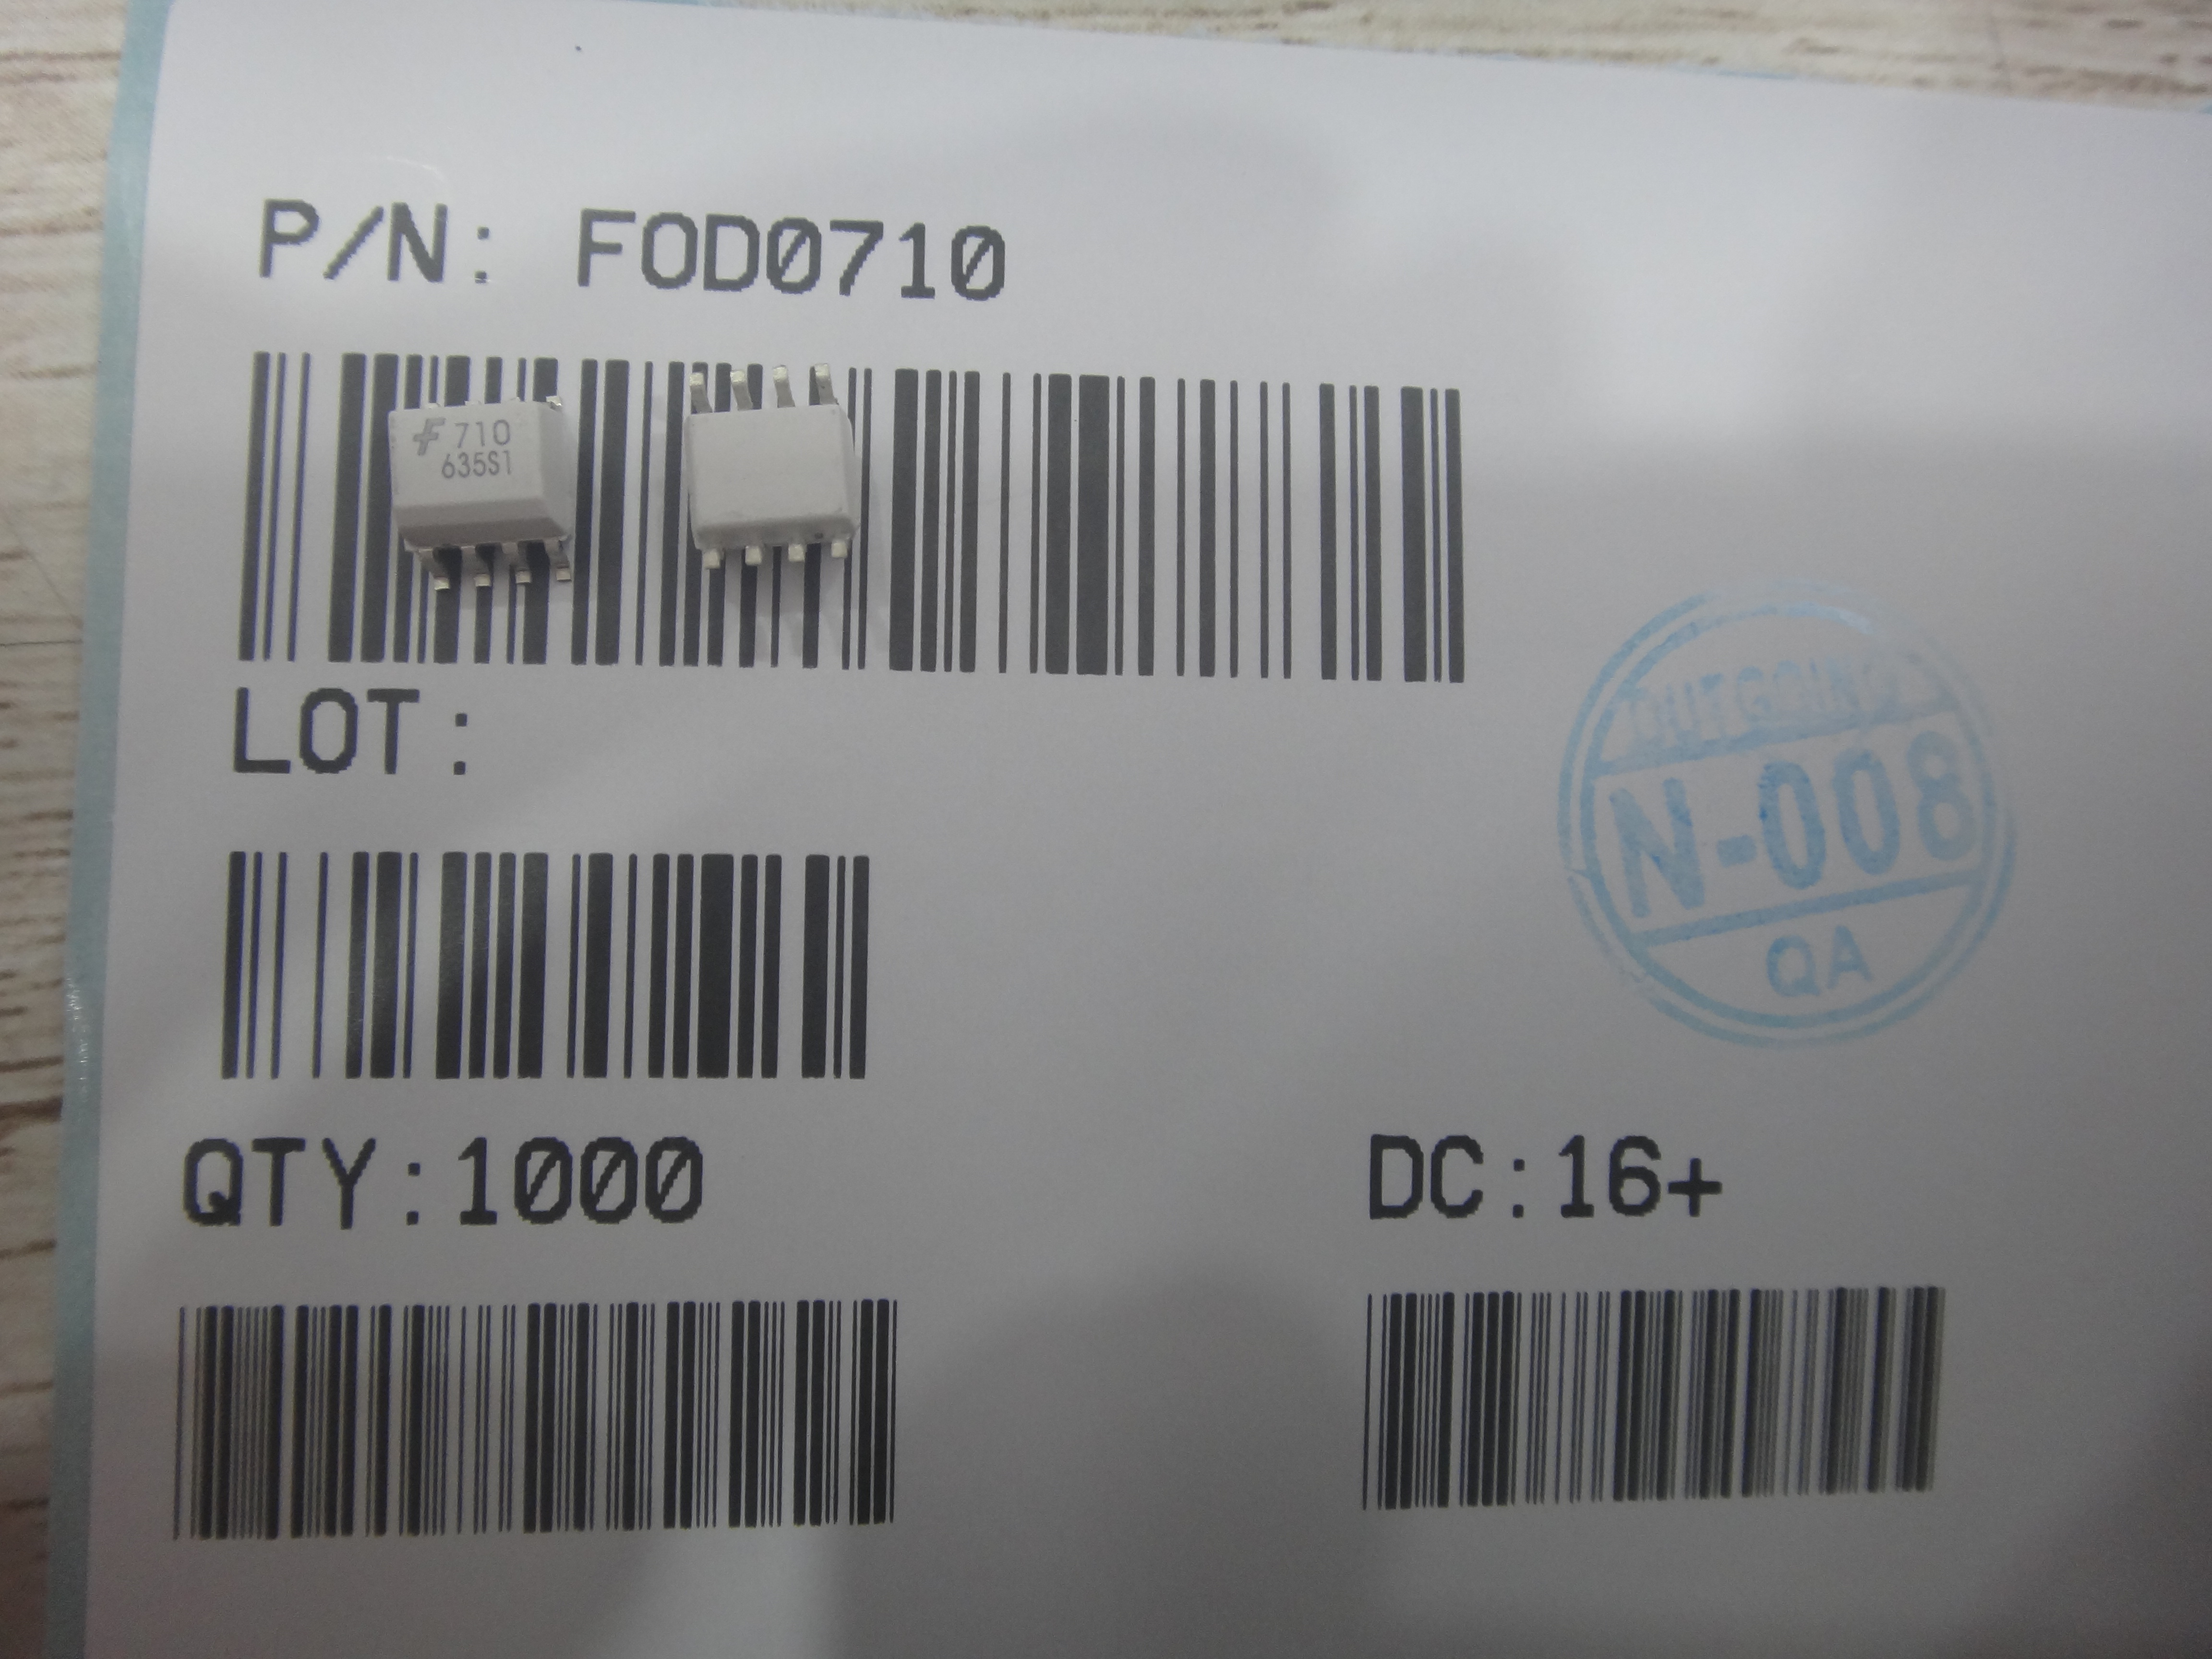 P/N: FOD0710
F 710
635S1
LOT:
OUTGOING
N-008
QA
QTY:1000
DC:16+